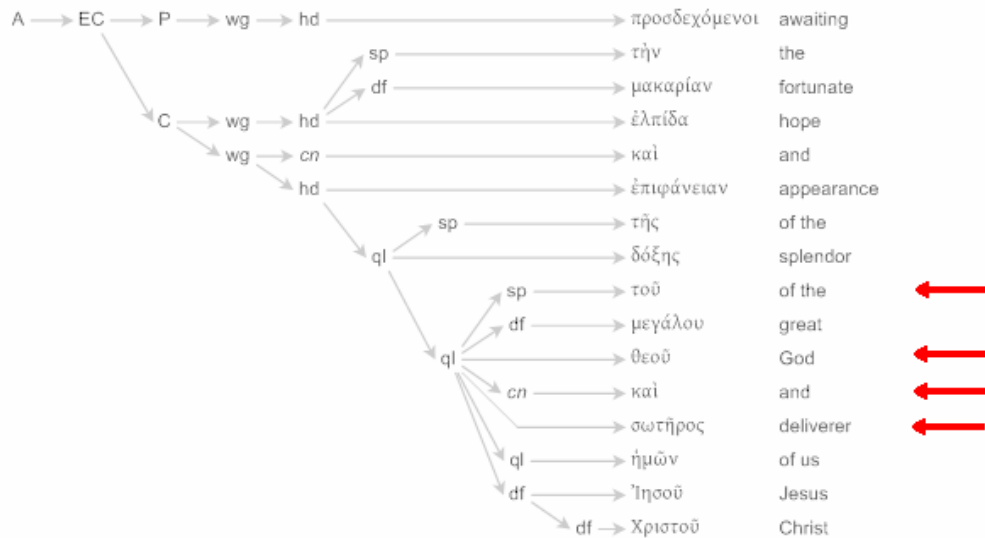 A EC P wg hd προσδεχόμενοι awaiting
sp τὴν the
df μακαρίαν fortunate
C wg hd ἐλπίδα hope
wg cn καὶ and
hd ἐπιφάνειαν appearance
sp τῆς of the
ql δόξης splendor
sp τοῦ of the
df μεγάλου great
ql θεοῦ God
cn καὶ and
σωτῆρος deliverer
ql ἡμῶν of us
df Ἰησοῦ Jesus
df Χριστοῦ Christ